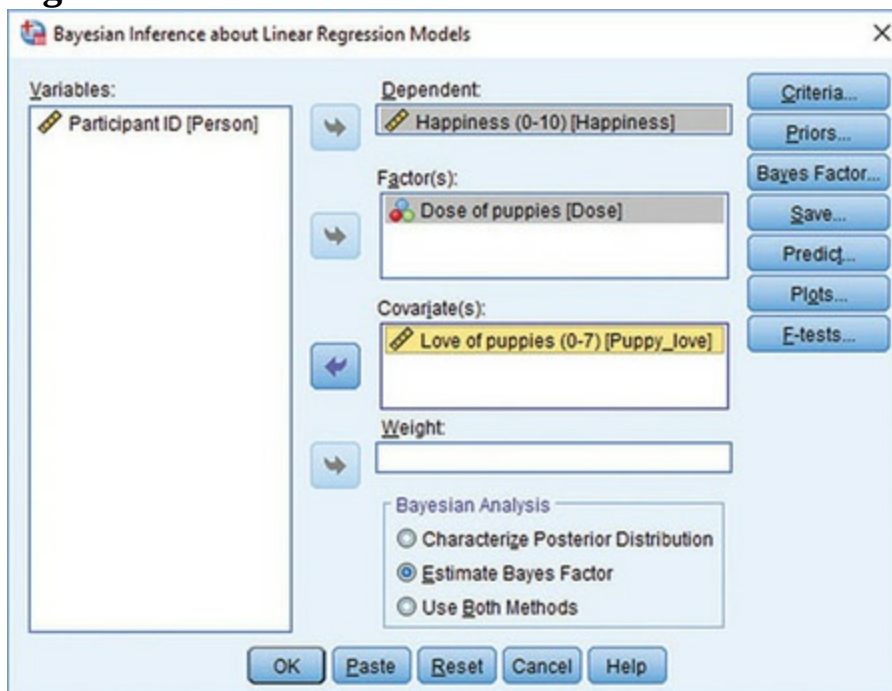 Bayesian Inference about Linear Regression Models
Variables:
Participant ID [Person]
Dependent:
Happiness (0-10) [Happiness]
Factor(s):
Dose of puppies [Dose]
Covariate(s):
Love of puppies (0-7) [Puppy_love]
Weight:
Bayesian Analysis
Characterize Posterior Distribution
Estimate Bayes Factor
Use Both Methods
Criteria...
Priors...
Bayes Factor...
Save...
Predict...
Plots...
F-tests...
OK
Paste
Reset
Cancel
Help